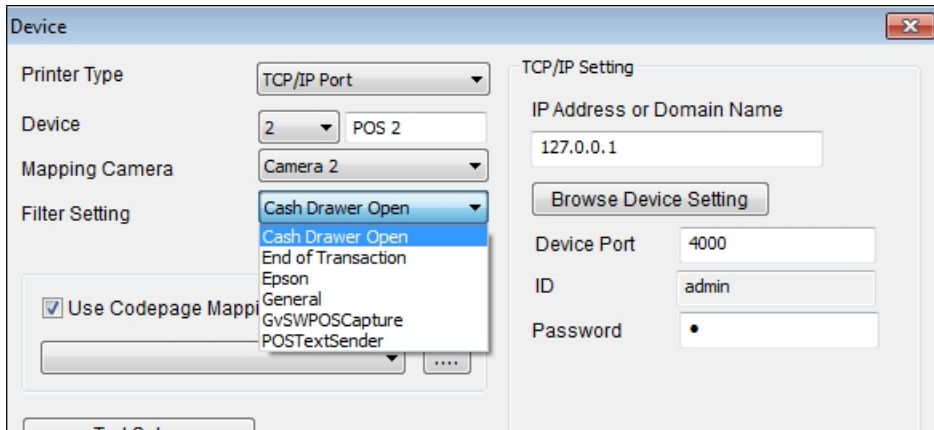 Device
Printer Type
TCP/IP Port
Device
2
POS 2
Mapping Camera
Camera 2
Filter Setting
Cash Drawer Open
Cash Drawer Open
End of Transaction
Epson
General
GvSWPOSCapture
POSTextSender
Use Codepage Mappi
....
TCP/IP Setting
IP Address or Domain Name
127.0.0.1
Browse Device Setting
Device Port
4000
ID
admin
Password
●